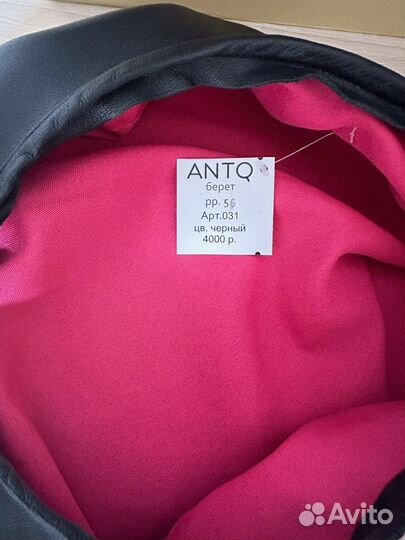 ANTQ
берет
рр. 56
Арт.031
цв. черный
4000 р.
Avito